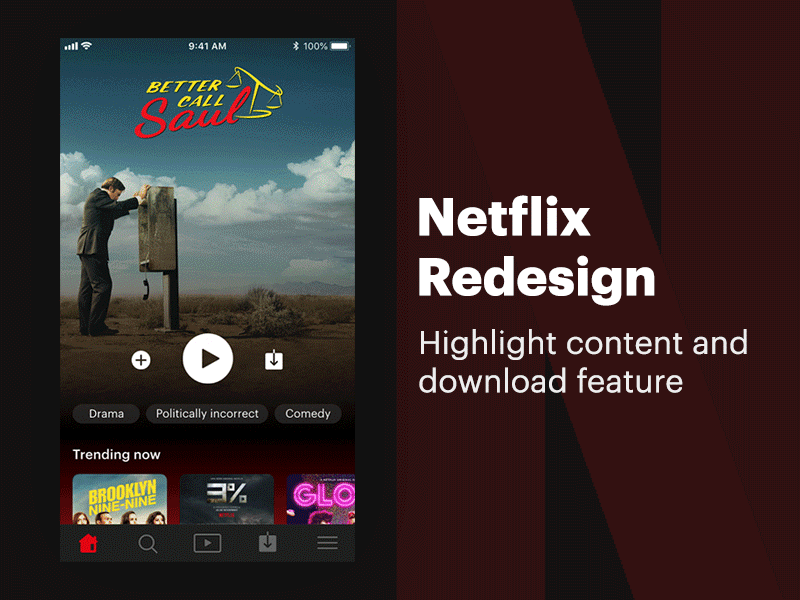 9:41 AM
100%
BETTER
CALL
Saul
Drama
Politically incorrect
Comedy
Trending now
BROOKLYN
NINE-NINE
3%
GLO
Netflix
Redesign
Highlight content and
download feature